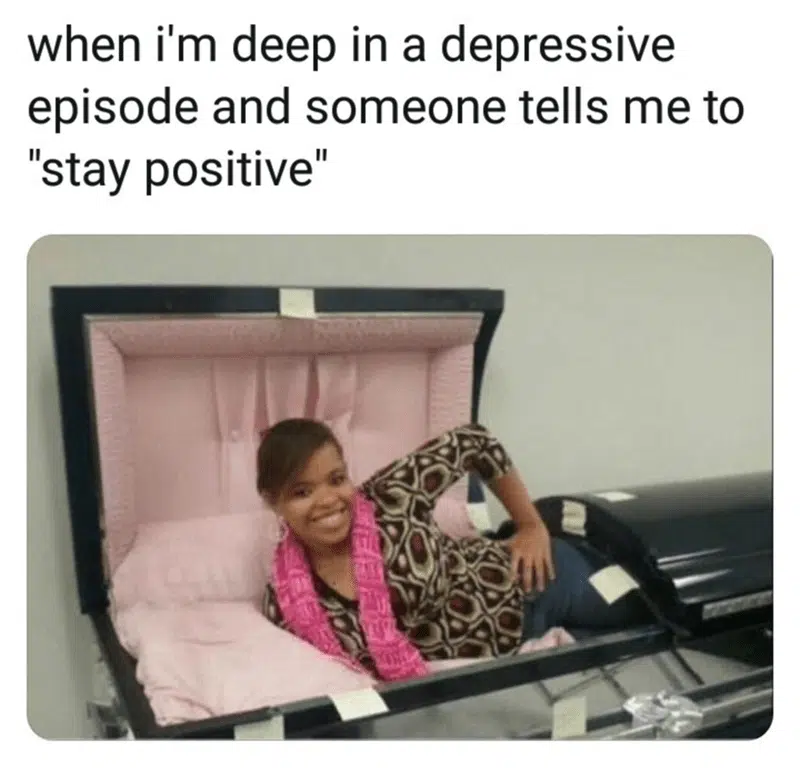 when i'm deep in a depressive
episode and someone tells me to
"stay positive"